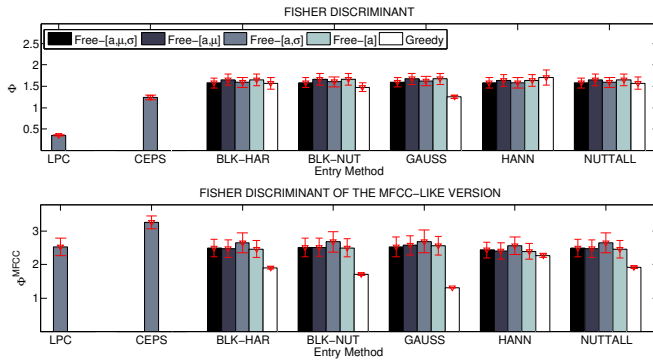 FISHER DISCRIMINANT
Free-[a,μ,σ] Free-[a,μ] Free-[a,σ] Free-[a] Greedy
2.5
2
1.5
1
0.5
Φ
LPC CEPS BLK-HAR BLK-NUT GAUSS HANN NUTTALL
Entry Method
FISHER DISCRIMINANT OF THE MFCC-LIKE VERSION
3
2
1
Φ^MFCC
LPC CEPS BLK-HAR BLK-NUT GAUSS HANN NUTTALL
Entry Method